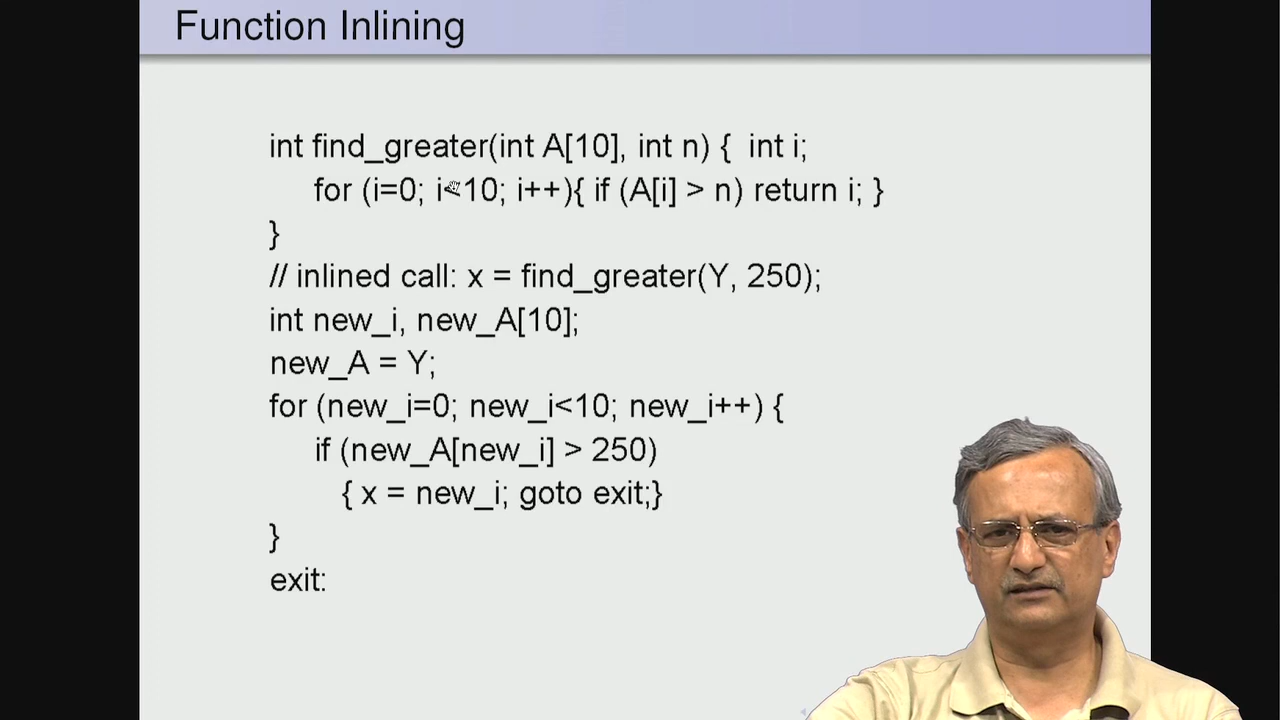 Function Inlining
int find_greater(int A[10], int n) { int i;
for (i=0; i<10; i++){ if (A[i] > n) return i; }
}
// inlined call: x = find_greater(Y, 250);
int new_i, new_A[10];
new_A = Y;
for (new_i=0; new_i<10; new_i++) {
if (new_A[new_i] > 250)
{ x = new_i; goto exit;}
}
exit: